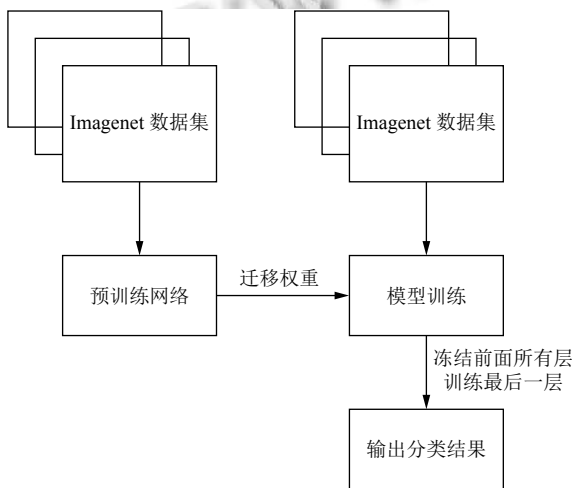 Imagenet 数据集
Imagenet 数据集
预训练网络
迁移权重
模型训练
冻结前面所有层
训练最后一层
输出分类结果